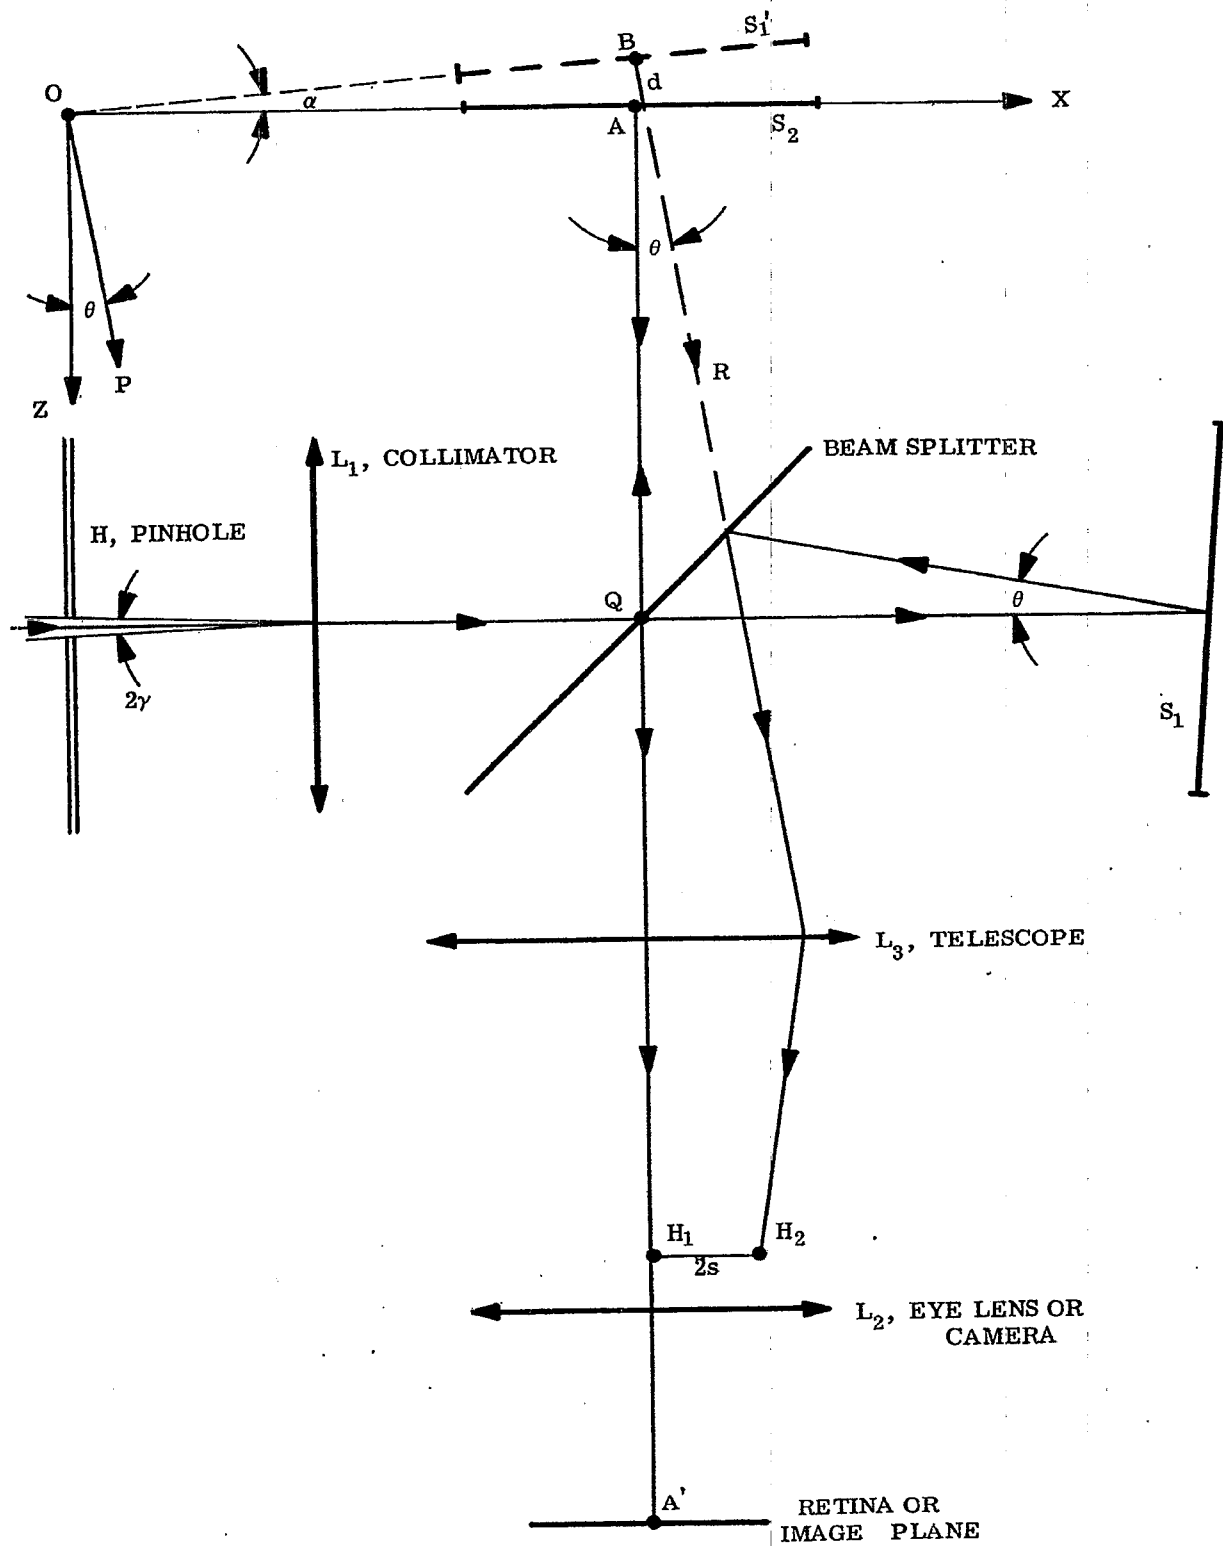 S₁'
B
d
O
α
X
A
S₂
θ
θ
R
P
Z
L₁, COLLIMATOR
BEAM SPLITTER
H, PINHOLE
Q
θ
2γ
S₁
L₃, TELESCOPE
H₁
H₂
2s
L₂, EYE LENS OR
CAMERA
A'
RETINA OR
IMAGE PLANE